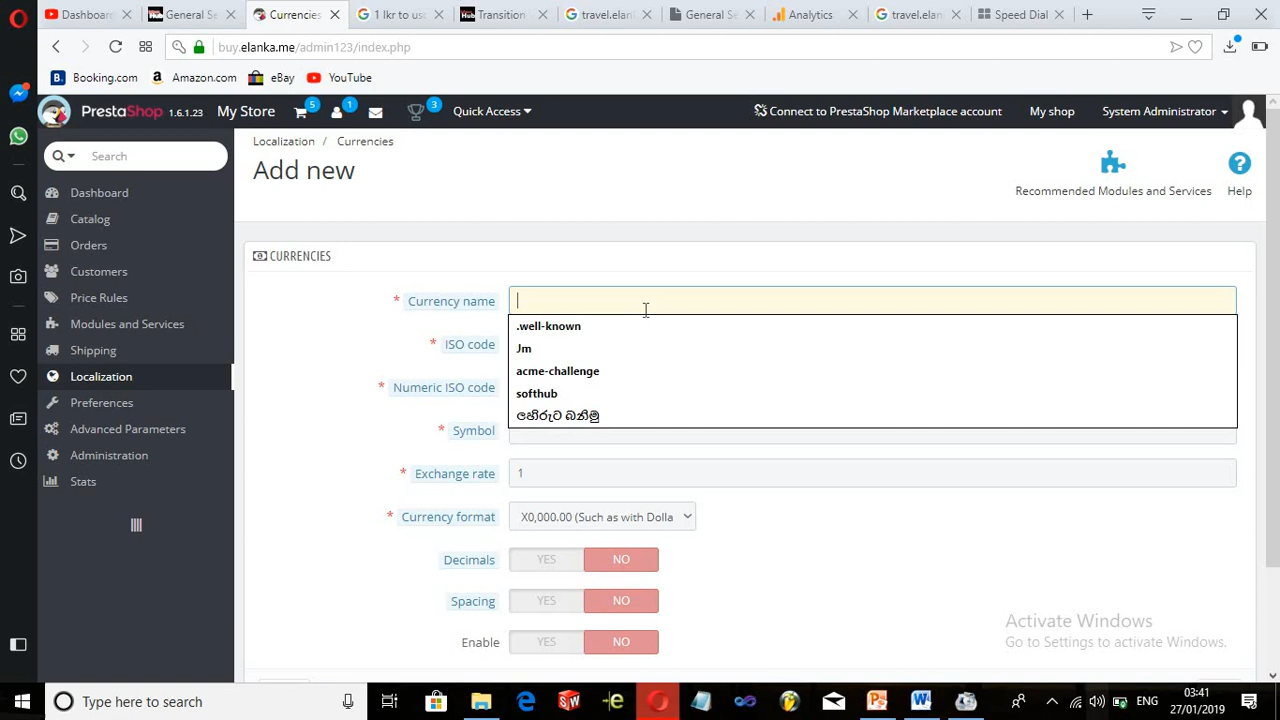 Dashboard
General Se
Currencies
1 lkr to usd
Transition
travel.elan
General Se
Analytics
travel.elan
Speed Dial
buy.elanka.me/admin123/index.php
Booking.com
Amazon.com
eBay
YouTube
PrestaShop 1.6.1.23 My Store 5 1 3 Quick Access
Connect to PrestaShop Marketplace account My shop System Administrator
Search
Localization / Currencies
Add new
Recommended Modules and Services
Help
Dashboard
Catalog
Orders
Customers
Price Rules
Modules and Services
Shipping
Localization
Preferences
Advanced Parameters
Administration
Stats
CURRENCIES
* Currency name
.well-known
Jm
acme-challenge
softhub
හිරුට බනිමු
* ISO code
* Numeric ISO code
* Symbol
* Exchange rate 1
* Currency format X0,000.00 (Such as with Dolla
Decimals YES NO
Spacing YES NO
Enable YES NO
Activate Windows
Go to Settings to activate Windows.
Type here to search
ENG
03:41
27/01/2019